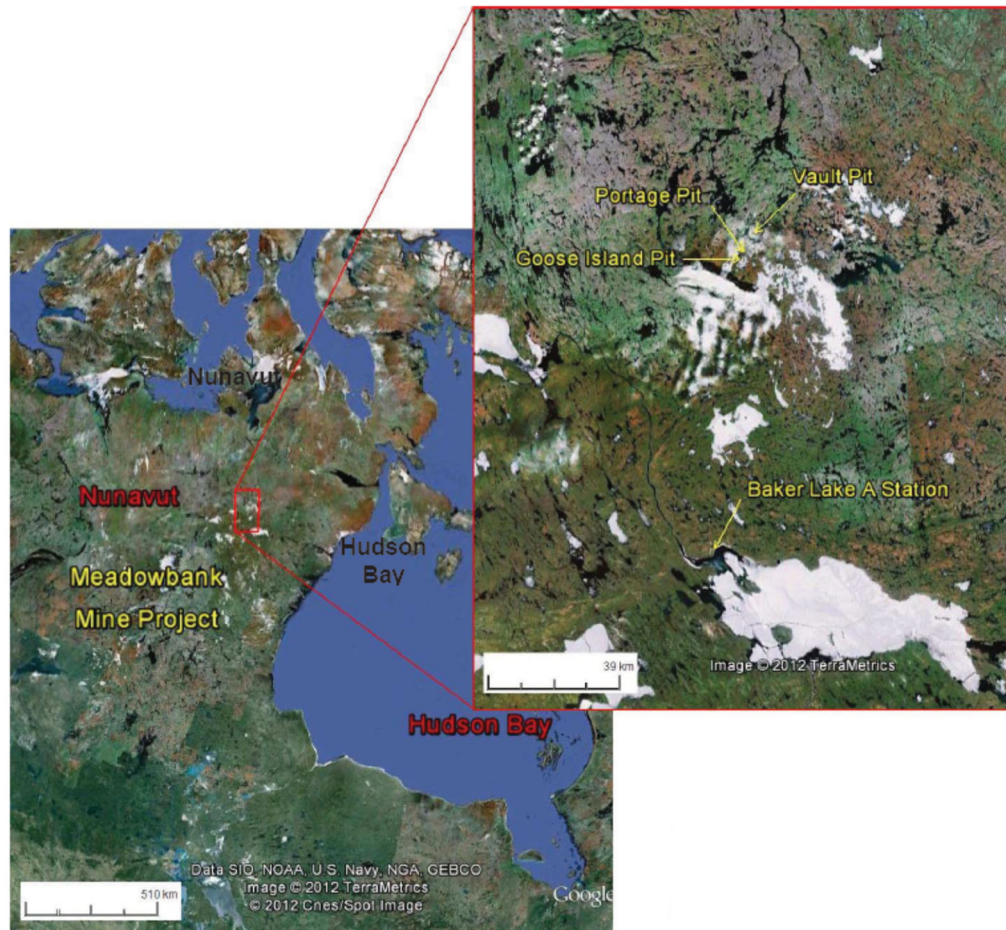 Vault Pit
Portage Pit
Goose Island Pit
Nunavut
Nunavut
Baker Lake A Station
Hudson
Bay
Meadowbank
Mine Project
39 km
Image © 2012 TerraMetrics
Hudson Bay
Data SIO, NOAA, U.S. Navy, NGA, GEBCO
Image © 2012 TerraMetrics
© 2012 Cnes/Spot Image
510 km
Google